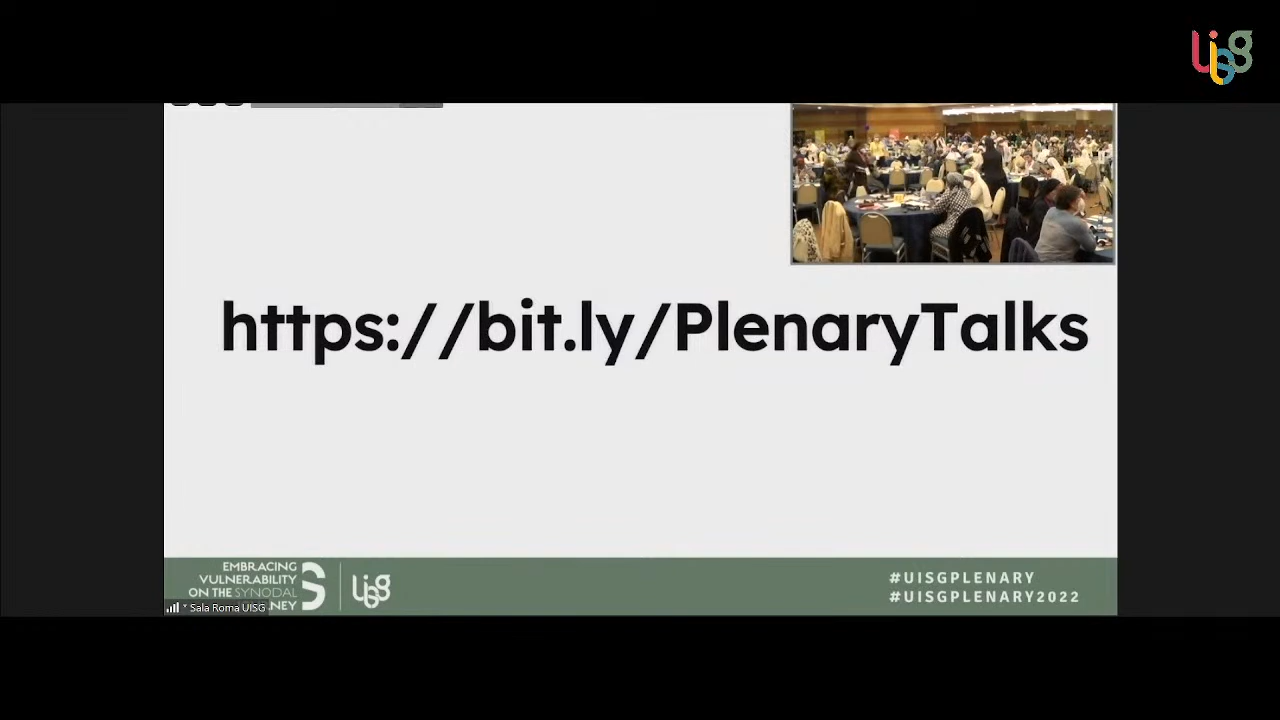 uisg
https://bit.ly/PlenaryTalks
EMBRACING
VULNERABILITY
ON THE SYNODAL
NEY
uisg
Sala Roma UISG
#UISGPLENARY
#UISGPLENARY2022